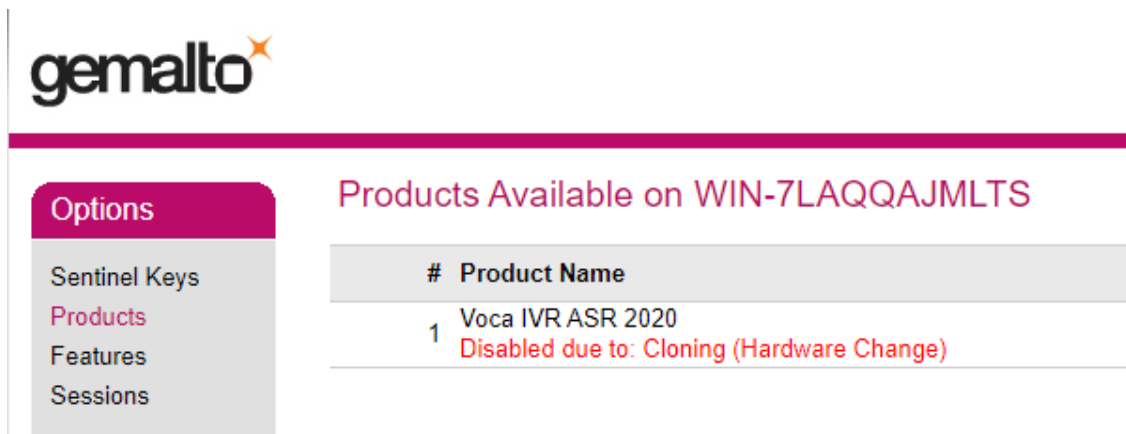 gemalto
Options
Sentinel Keys
Products
Features
Sessions
Products Available on WIN-7LAQQAJMLTS
# Product Name
1 Voca IVR ASR 2020
Disabled due to: Cloning (Hardware Change)